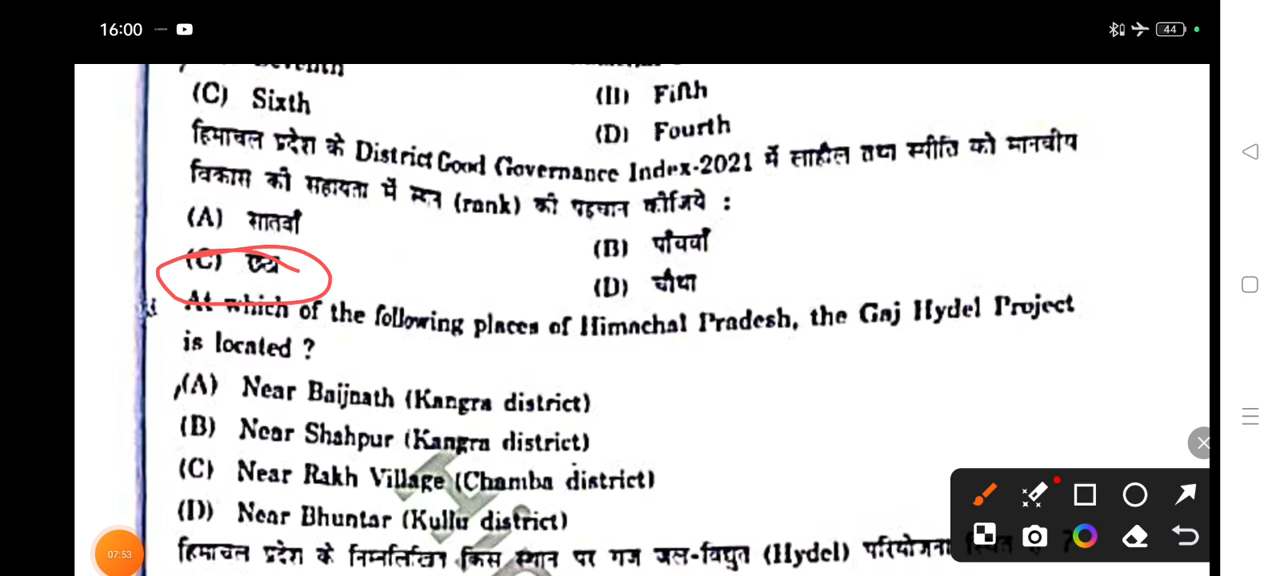 16:00
44
Seventh
(C) Sixth
(B) Fifth
(D) Fourth
हिमाचल प्रदेश के District Good Governance Index-2021 में लाहौल तथा स्पीति को मानवीय
विकास की सहायता में स्थान (rank) की पहचान कीजिये :
(A) सातवाँ
(B) पाँचवाँ
(C) छठा
(D) चौथा
At which of the following places of Himachal Pradesh, the Gaj Hydel Project
is located ?
(A) Near Baijnath (Kangra district)
(B) Near Shahpur (Kangra district)
(C) Near Rakh Village (Chamba district)
(D) Near Bhuntar (Kullu district)
हिमाचल प्रदेश के निम्नलिखित किस स्थान पर गज जल-विद्युत (Hydel) परियोजना स्थित है ?
07:53